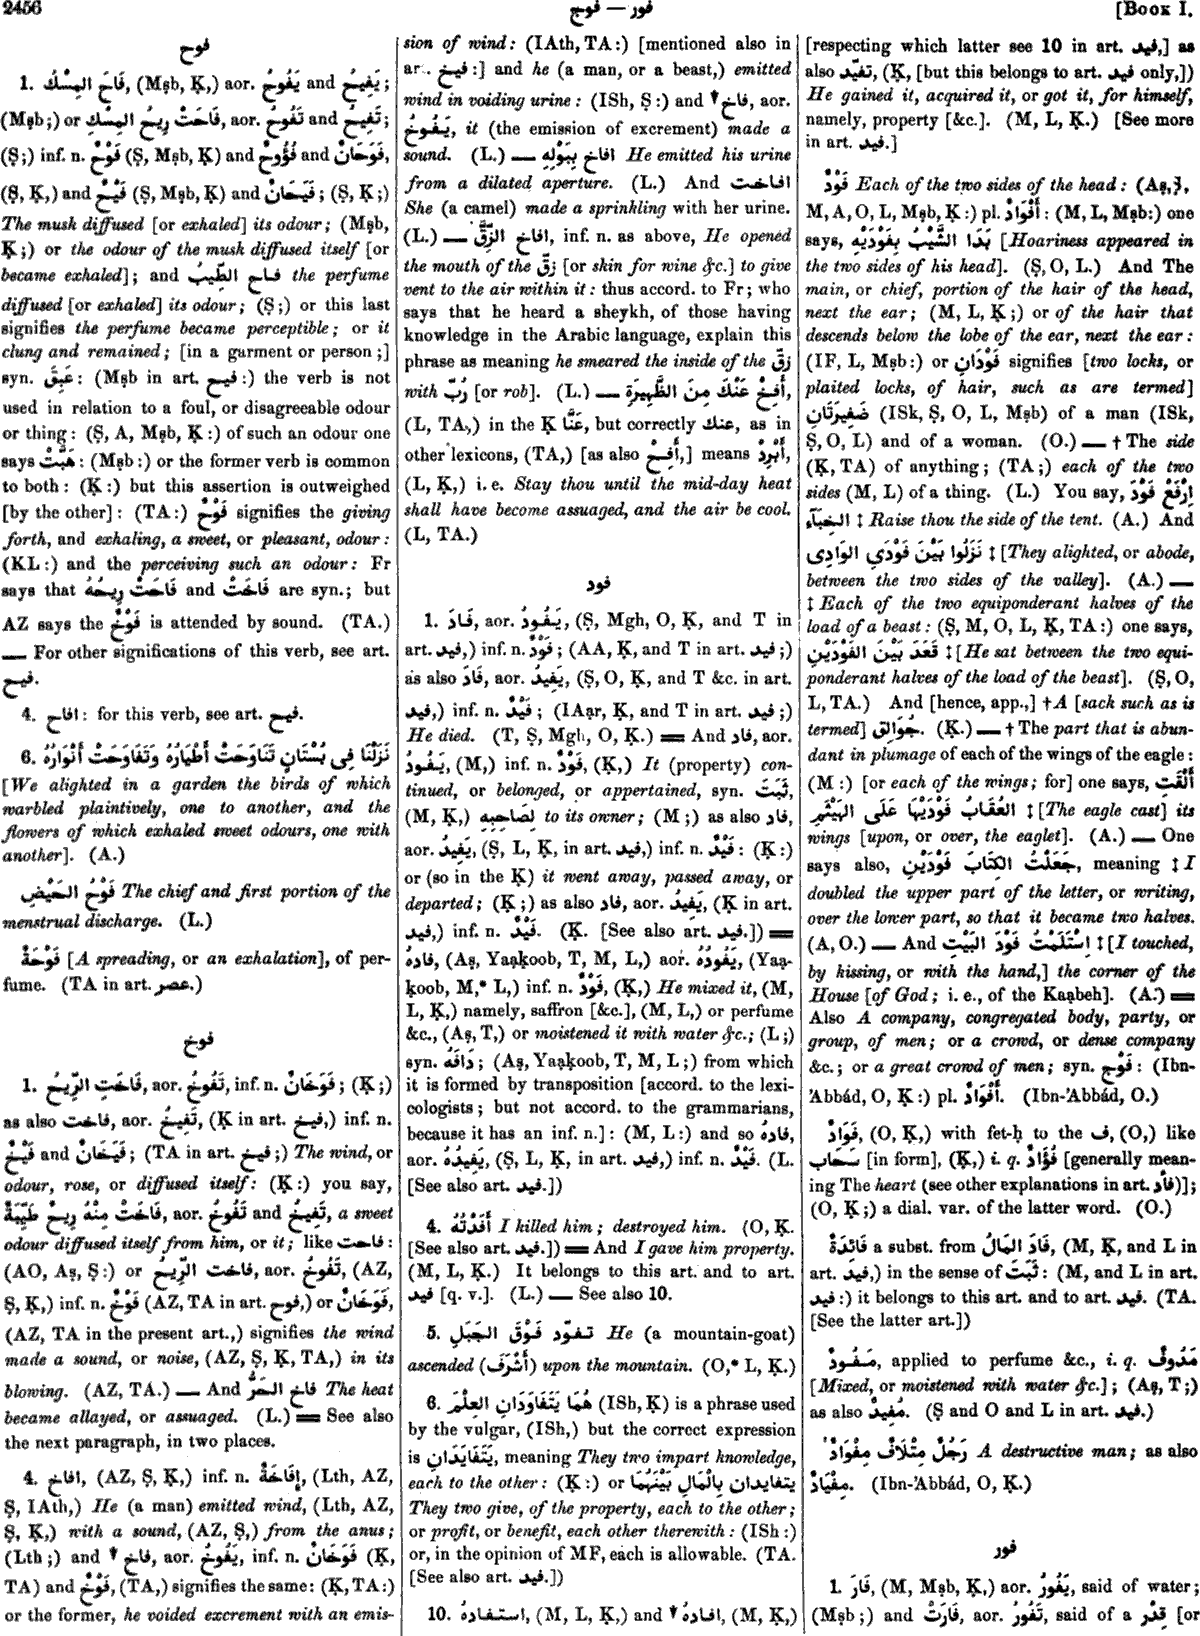 2456
فوح — فور
[Book I.
فوح
1. فَاحَ المِسْكُ, (Mṣb, Ḳ,) aor. يَفُوحُ and يَفِيحُ;
(Mṣb;) or فَاحَتْ رِيحُ المِسْكِ, aor. تَفُوحُ and تَفِيحُ;
(Ṣ;) inf. n. فَوْحٌ (Ṣ, Mṣb, Ḳ) and فُؤُوحٌ and فَوَحَانٌ,
(Ṣ, Ḳ,) and فَيْحٌ (Ṣ, Mṣb, Ḳ) and فَيَحَانٌ; (Ṣ, Ḳ;)
The musk diffused [or exhaled] its odour; (Mṣb,
Ḳ;) or the odour of the musk diffused itself [or
became exhaled]; and فاح الطِّيبُ the perfume
diffused [or exhaled] its odour; (Ṣ;) or this last
signifies the perfume became perceptible; or it
clung and remained; [in a garment or person;]
syn. عَبِقَ: (Mṣb in art. فيح:) the verb is not
used in relation to a foul, or disagreeable odour
or thing: (Ṣ, A, Mṣb, Ḳ:) of such an odour one
says هَبَّتْ: (Mṣb:) or the former verb is common
to both: (Ḳ:) but this assertion is outweighed
[by the other]: (TA:) فَوْحٌ signifies the giving
forth, and exhaling, a sweet, or pleasant, odour:
(KL:) and the perceiving such an odour: Fr
says that فَاحَتْ رِيحُهُ and فَاخَتْ are syn.; but
AZ says the فَوْخ is attended by sound. (TA.)
— For other significations of this verb, see art.
فيح.
4. افاح: for this verb, see art. فيح.
6. نَزَلْنَا فِى بُسْتَانٍ تَنَاوَحَتْ أَطْيَارُهُ وَتَفَاوَحَتْ أَنْوَارُهُ
[We alighted in a garden the birds of which
warbled plaintively, one to another, and the
flowers of which exhaled sweet odours, one with
another]. (A.)
فَوْحُ الحَيْضِ The chief and first portion of the
menstrual discharge. (L.)
فَوْحَةٌ [A spreading, or an exhalation], of per-
fume. (TA in art. عصر.)
فوخ
1. فَاخَتِ الرِّيحُ, aor. تَفُوخُ, inf. n. فَوَخَانٌ; (Ḳ;)
as also فاخت, aor. تَفِيخُ, (Ḳ in art. فيخ,) inf. n.
فَيْخٌ and فَيَخَانٌ; (TA in art. فيخ;) The wind, or
odour, rose, or diffused itself: (Ḳ:) you say,
فَاخَتْ مِنْهُ رِيحٌ طَيِّبَةٌ, aor. تَفُوخُ and تَفِيخُ, a sweet
odour diffused itself from him, or it; like فاحت:
(AO, Aṣ, Ṣ:) or فاخت الرِّيحُ, aor. تَفُوخُ, (AZ,
Ṣ, Ḳ,) inf. n. فَوْخٌ (AZ, TA in art. فوح,) or فَوَخَانٌ,
(AZ, TA in the present art.,) signifies the wind
made a sound, or noise, (AZ, Ṣ, Ḳ, TA,) in its
blowing. (AZ, TA.) — And فاخ الحَرُّ The heat
became allayed, or assuaged. (L.) = See also
the next paragraph, in two places.
4. افاخ, (AZ, Ṣ, Ḳ,) inf. n. إِفَاخَةٌ, (Lth, AZ,
Ṣ, IAth,) He (a man) emitted wind, (Lth, AZ,
Ṣ, Ḳ,) with a sound, (AZ, Ṣ,) from the anus;
(Lth;) and ▼ فاخ, aor. يَفُوخُ, inf. n. فَوَخَانٌ (Ḳ,
TA) and فَوْخٌ, (TA,) signifies the same: (Ḳ, TA:)
or the former, he voided excrement with an emis-
sion of wind: (IAth, TA:) [mentioned also in
ar. فيخ:] and he (a man, or a beast,) emitted
wind in voiding urine: (ISh, Ṣ:) and ▼ فاخ, aor.
يَفُوخُ, it (the emission of excrement) made a
sound. (L.) — افاخ بِبَوْلِهِ He emitted his urine
from a dilated aperture. (L.) And افاخت
She (a camel) made a sprinkling with her urine.
(L.) — افاخ الزِّقَّ, inf. n. as above, He opened
the mouth of the زِقّ [or skin for wine &c.] to give
vent to the air within it: thus accord. to Fr; who
says that he heard a sheykh, of those having
knowledge in the Arabic language, explain this
phrase as meaning he smeared the inside of the زِقّ
with رُبّ [or rob]. (L.) — أَفِخْ عَنْكَ مِنَ الظَّهِيرَةِ,
(L, TA,) in the Ḳ عَنَّا, but correctly عنك, as in
other lexicons, (TA,) [as also أَفِحْ,] means أَبْرِدْ,
(L, Ḳ,) i. e. Stay thou until the mid-day heat
shall have become assuaged, and the air be cool.
(L, TA.)
فود
1. فَادَ, aor. يَفُودُ, (Ṣ, Mgh, O, Ḳ, and T in
art. فيد,) inf. n. فَوْدٌ; (AA, Ḳ, and T in art. فيد;)
as also فَادَ, aor. يَفِيدُ, (Ṣ, O, Ḳ, and T &c. in art.
فيد,) inf. n. فَيْدٌ; (IAạr, Ḳ, and T in art. فيد;)
He died. (T, Ṣ, Mgh, O, Ḳ.) = And فاد, aor.
يَفُودُ, (M,) inf. n. فَوْدٌ, (Ḳ,) It (property) con-
tinued, or belonged, or appertained, syn. ثَبَتَ,
(M, Ḳ,) لِصَاحِبِهِ to its owner; (M;) as also فاد,
aor. يَفِيدُ, (Ṣ, L, Ḳ, in art. فيد,) inf. n. فَيْدٌ: (Ḳ:)
or (so in the Ḳ) it went away, passed away, or
departed; (Ḳ;) as also فاد, aor. يَفِيدُ, (Ḳ in art.
فيد,) inf. n. فَيْدٌ. (Ḳ. [See also art. فيد.]) =
فادهُ, (Aṣ, Yaạḳoob, T, M, L,) aor. يَفُودُهُ, (Yaạ-
ḳoob, M,* L,) inf. n. فَوْدٌ, (Ḳ,) He mixed it, (M,
L, Ḳ,) namely, saffron [&c.], (M, L,) or perfume
&c., (Aṣ, T,) or moistened it with water &c.; (L;)
syn. دَافَهُ; (Aṣ, Yaạḳoob, T, M, L;) from which
it is formed by transposition [accord. to the lexi-
cologists; but not accord. to the grammarians,
because it has an inf. n.]: (M, L:) and so فادهُ,
aor. يَفِيدُهُ, (Ṣ, L, Ḳ, in art. فيد,) inf. n. فَيْدٌ. (L.
[See also art. فيد.])
4. أَفَدْتُهُ I killed him; destroyed him. (O, Ḳ.
[See also art. فيد.]) = And I gave him property.
(M, L, Ḳ.) It belongs to this art. and to art.
فيد [q. v.]. (L.) — See also 10.
5. تفوّد فَوْقَ الجَبَلِ He (a mountain-goat)
ascended (أَشْرَفَ) upon the mountain. (O,* L, Ḳ.)
6. هُمَا يَتَفَاوَدَانِ العِلْمَ (ISh, Ḳ) is a phrase used
by the vulgar, (ISh,) but the correct expression
is يَتَفَايَدَانِ, meaning They two impart knowledge,
each to the other: (Ḳ:) or يتفايدان بِالْمَالِ بَيْنَهُمَا
They two give, of the property, each to the other;
or profit, or benefit, each other therewith: (ISh:)
or, in the opinion of MF, each is allowable. (TA.
[See also art. فيد.])
10. استفادهُ, (M, L, Ḳ,) and ▼ افادهُ, (M, Ḳ,)
[respecting which latter see 10 in art. فيد,] as
also تفيّد, (Ḳ, [but this belongs to art. فيد only,])
He gained it, acquired it, or got it, for himself,
namely, property [&c.]. (M, L, Ḳ.) [See more
in art. فيد.]
فَوْدٌ Each of the two sides of the head: (Aṣ, Ṣ,
M, A, O, L, Mṣb, Ḳ:) pl. أَفْوَادٌ: (M, L, Mṣb:) one
says, بَدَا الشَّيْبُ بِفَوْدَيْهِ [Hoariness appeared in
the two sides of his head]. (Ṣ, O, L.) And The
main, or chief, portion of the hair of the head,
next the ear; (M, L, Ḳ;) or of the hair that
descends below the lobe of the ear, next the ear:
(IF, L, Mṣb:) or فَوْدَانِ signifies [two locks, or
plaited locks, of hair, such as are termed]
ضَفِيرَتَانِ (ISk, Ṣ, O, L, Mṣb) of a man (ISk,
Ṣ, O, L) and of a woman. (O.) — † The side
(Ḳ, TA) of anything; (TA;) each of the two
sides (M, L) of a thing. (L.) You say, اِرْفَعْ فَوْدَ
الخِبَآءِ ‡ Raise thou the side of the tent. (A.) And
نَزَلُوا بَيْنَ فَوْدَىِ الوَادِى ‡ [They alighted, or abode,
between the two sides of the valley]. (A.) —
‡ Each of the two equiponderant halves of the
load of a beast: (Ṣ, M, O, L, Ḳ, TA:) one says,
قَعَدَ بَيْنَ الفَوْدَيْنِ ‡ [He sat between the two equi-
ponderant halves of the load of the beast]. (Ṣ, O,
L, TA.) And [hence, app.,] † A [sack such as is
termed] جُوَالِق. (Ḳ.) — † The part that is abun-
dant in plumage of each of the wings of the eagle:
(M:) [or each of the wings; for] one says, أَلْقَتِ
العُقَابُ فَوْدَيْهَا عَلَى الهَيْثَمِ ‡ [The eagle cast] its
wings [upon, or over, the eaglet]. (A.) — One
says also, جَعَلْتُ الكِتَابَ فَوْدَيْنِ, meaning ‡ I
doubled the upper part of the letter, or writing,
over the lower part, so that it became two halves.
(A, O.) — And اِسْتَلَمْتُ فَوْدَ البَيْتِ ‡ [I touched,
by kissing, or with the hand,] the corner of the
House [of God; i. e., of the Kaạbeh]. (A.) =
Also A company, congregated body, party, or
group, of men; or a crowd, or dense company
&c.; or a great crowd of men; syn. فَوْج: (Ibn-
'Abbád, O, Ḳ:) pl. أَفْوَادٌ. (Ibn-'Abbád, O.)
فَوَادٌ, (O, Ḳ,) with fet-ḥ to the ف, (O,) like
سَحَاب [in form], (Ḳ,) i. q. فُؤَادٌ [generally mean-
ing The heart (see other explanations in art. فأد)];
(O, Ḳ;) a dial. var. of the latter word. (O.)
فَائِدَةٌ a subst. from فَادَ المَالُ, (M, Ḳ, and L in
art. فيد,) in the sense of ثَبَتَ: (M, and L in art.
فيد:) it belongs to this art. and to art. فيد. (TA.
[See the latter art.])
مَفُودٌ, applied to perfume &c., i. q. مَدُوفٌ
[Mixed, or moistened with water &c.]; (Aṣ, T;)
as also مَفِيدٌ. (Ṣ and O and L in art. فيد.)
رَجُلٌ مِتْلَافٌ مِفْوَادٌ A destructive man; as also
مِفْيَادٌ. (Ibn-'Abbád, O, Ḳ.)
فور
1. فَارَ, (M, Mṣb, Ḳ,) aor. يَفُورُ, said of water;
(Mṣb;) and فَارَتْ, aor. تَفُورُ, said of a قِدْر [or